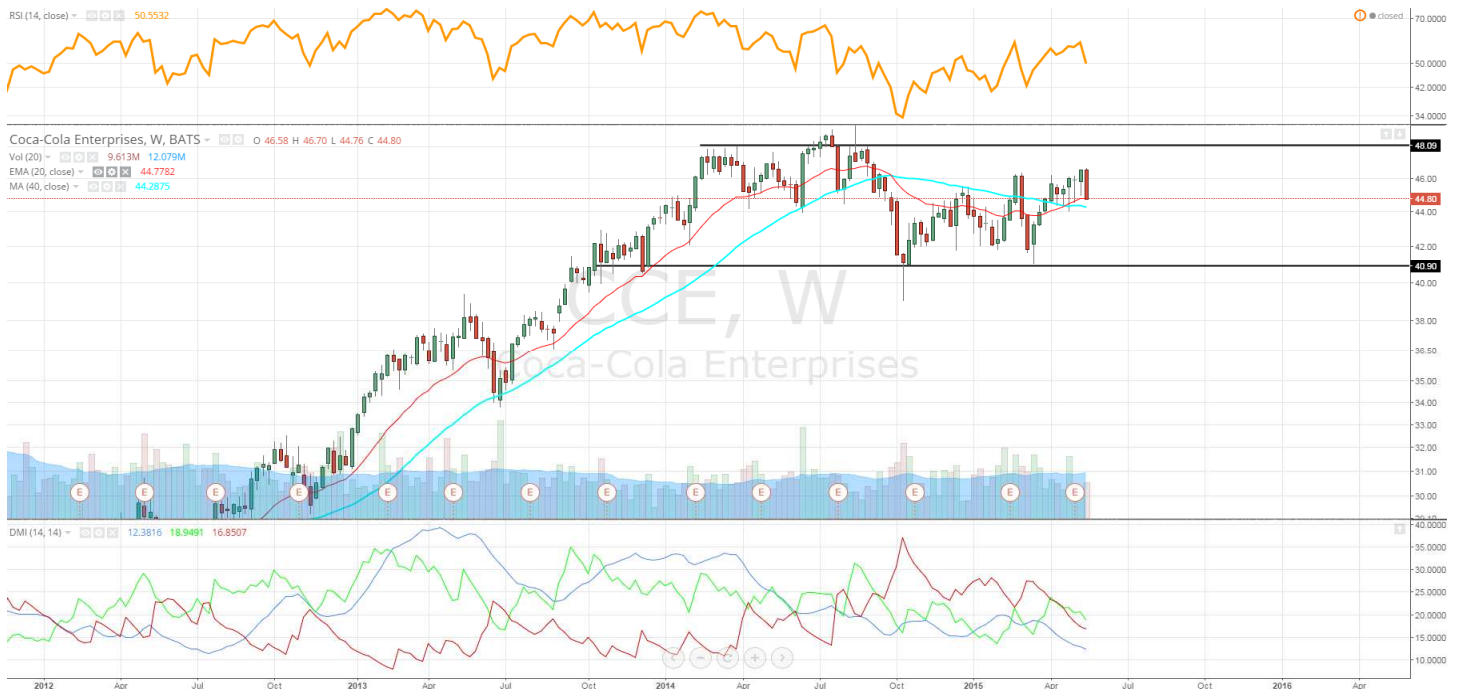 RSI (14, close) 50.5532
! closed
70.0000
50.0000
42.0000
34.0000
Coca-Cola Enterprises, W, BATS O 46.58 H 46.70 L 44.76 C 44.80
Vol (20) 9.613M 12.079M
EMA (20, close) 44.7782
MA (40, close) 44.2875
48.09
46.00
44.80
44.00
42.00
40.90
40.00
38.00
36.50
35.00
34.00
33.00
32.00
31.00
30.00
CCE, W
Coca-Cola Enterprises
E E E E E E E E E E E E E E
DMI (14, 14) 12.3816 18.9491 16.8507
40.0000
35.0000
30.0000
25.0000
20.0000
15.0000
10.0000
2012 Apr Jul Oct 2013 Apr Jul Oct 2014 Apr Jul Oct 2015 Apr Jul Oct 2016 Apr